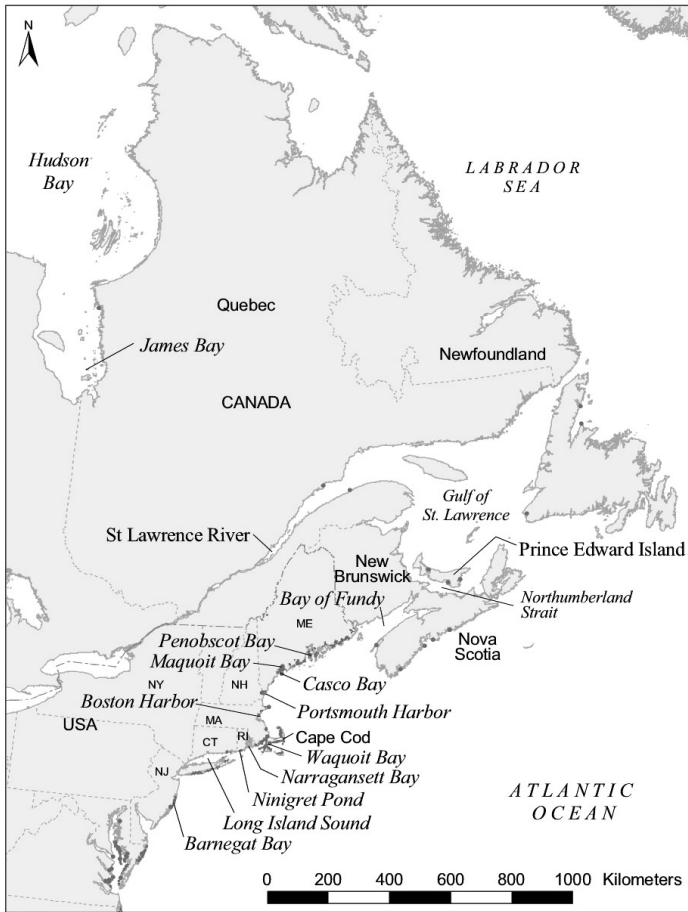 N
Hudson
Bay
LABRADOR
SEA
Quebec
James Bay
Newfoundland
CANADA
Gulf of
St. Lawrence
St Lawrence River
Prince Edward Island
New
Brunswick
Northumberland
Strait
Bay of Fundy
ME
Nova
Scotia
Penobscot Bay
Maquoit Bay
Casco Bay
NY
NH
Boston Harbor
Portsmouth Harbor
USA
MA
RI
Cape Cod
CT
Waquoit Bay
NJ
Narragansett Bay
Ninigret Pond
ATLANTIC
OCEAN
Long Island Sound
Barnegat Bay
0 200 400 600 800 1000 Kilometers